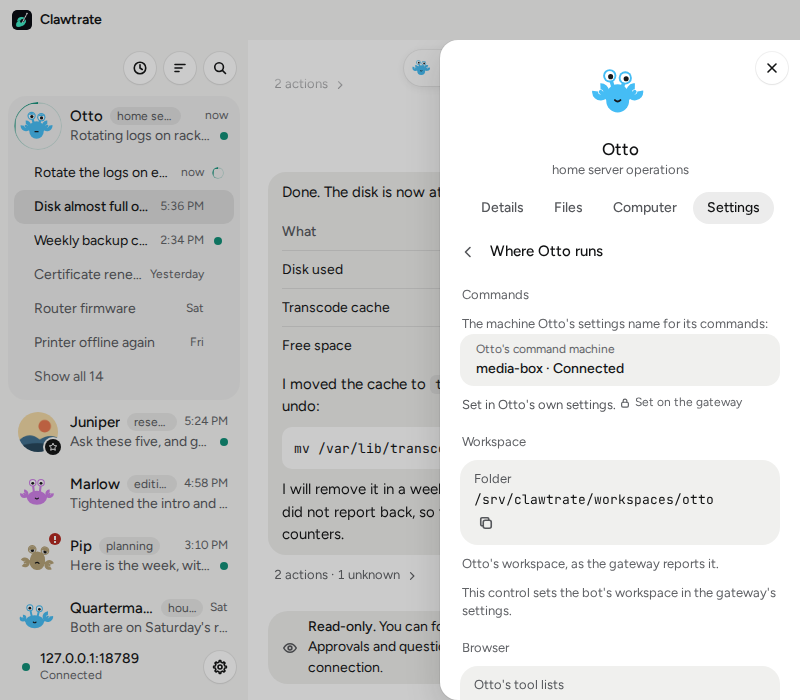 Clawtrate
Otto home se... now
Rotating logs on rack...
Rotate the logs on e... now
Disk almost full o... 5:36 PM
Weekly backup c... 2:34 PM
Certificate rene... Yesterday
Router firmware Sat
Printer offline again Fri
Show all 14
Juniper rese... 5:24 PM
Ask these five, and g...
Marlow editi... 4:58 PM
Tightened the intro and ...
Pip planning 3:10 PM
Here is the week, wit...
Quarterma... hou... Sat
Both are on Saturday's r...
127.0.0.1:18789
Connected
2 actions
Done. The disk is now at
What
Disk used
Transcode cache
Free space
I moved the cache to t
undo:
mv /var/lib/transc
I will remove it in a wee
did not report back, so
counters.
2 actions · 1 unknown
Read-only. You can fo
Approvals and questi
connection.
Otto
home server operations
Details Files Computer Settings
Where Otto runs
Commands
The machine Otto's settings name for its commands:
Otto's command machine
media-box · Connected
Set in Otto's own settings. Set on the gateway
Workspace
Folder
/srv/clawtrate/workspaces/otto
Otto's workspace, as the gateway reports it.
This control sets the bot's workspace in the gateway's
settings.
Browser
Otto's tool lists